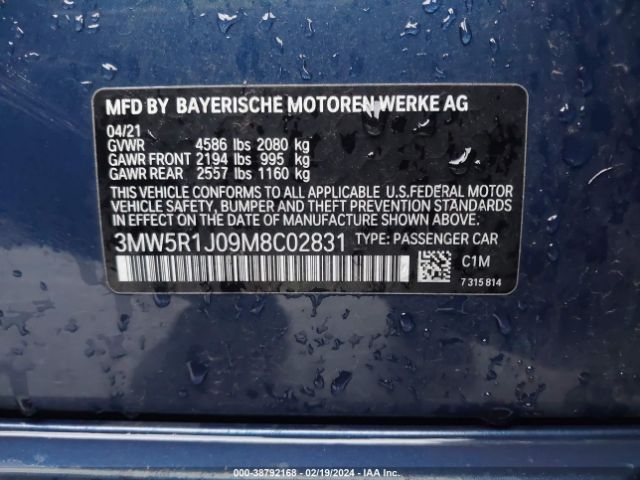 MFD BY BAYERISCHE MOTOREN WERKE AG
04/21
GVWR 4586 lbs 2080 kg
GAWR FRONT 2194 lbs 995 kg
GAWR REAR 2557 lbs 1160 kg
THIS VEHICLE CONFORMS TO ALL APPLICABLE U.S.FEDERAL MOTOR
VEHICLE SAFETY, BUMPER AND THEFT PREVENTION STANDARDS
IN EFFECT ON THE DATE OF MANUFACTURE SHOWN ABOVE.
3MW5R1J09M8C02831 TYPE: PASSENGER CAR
C1M
7 315 814
000-38792168 - 02/19/2024 - IAA Inc.